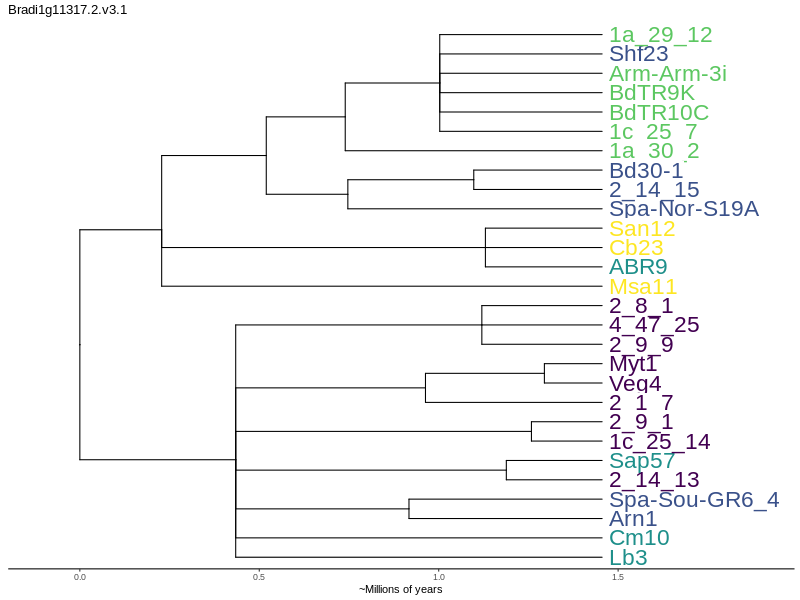 Bradi1g11317.2.v3.1
1a_29_12
Shf23
Arm-Arm-3i
BdTR9K
BdTR10C
1c_25_7
1a_30_2
Bd30-1
2_14_15
Spa-Nor-S19A
San12
Cb23
ABR9
Msa11
2_8_1
4_47_25
2_9_9
Myt1
Veg4
2_1_7
2_9_1
1c_25_14
Sap57
2_14_13
Spa-Sou-GR6_4
Arn1
Cm10
Lb3
0.0 0.5 1.0 1.5
~Millions of years